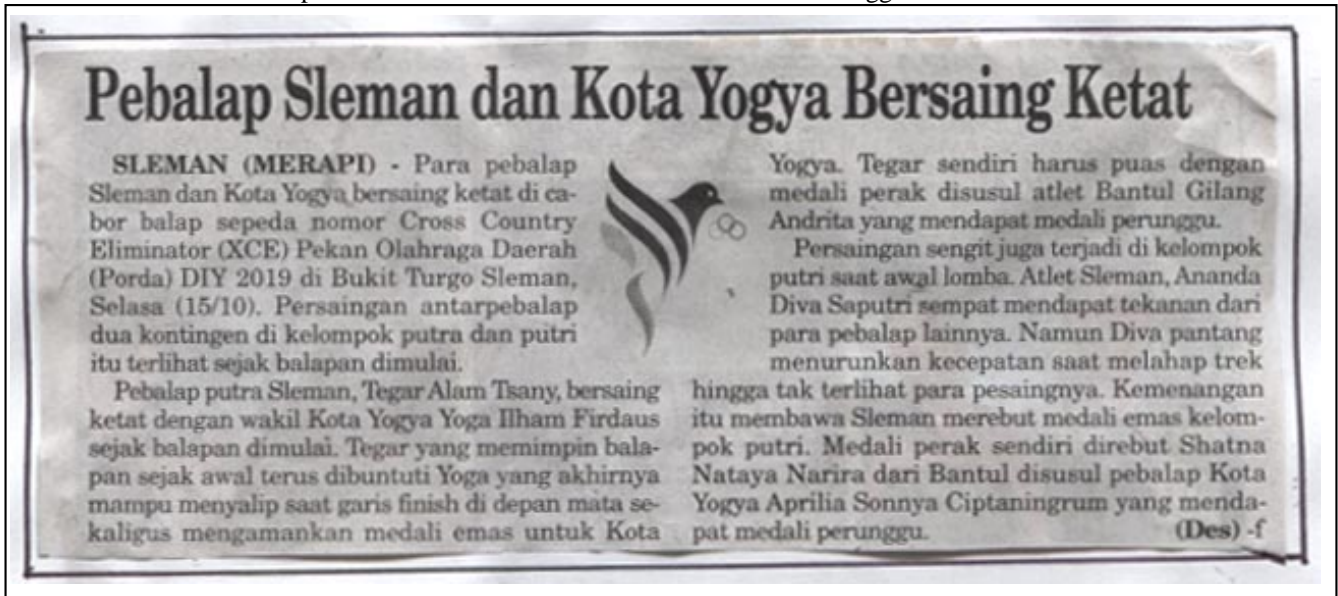 Pebalap Sleman dan Kota Yogya Bersaing Ketat
SLEMAN (MERAPI) - Para pebalap
Sleman dan Kota Yogya bersaing ketat di ca-
bor balap sepeda nomor Cross Country
Eliminator (XCE) Pekan Olahraga Daerah
(Porda) DIY 2019 di Bukit Turgo Sleman,
Selasa (15/10). Persaingan antarpebalap
dua kontingen di kelompok putra dan putri
itu terlihat sejak balapan dimulai.
Pebalap putra Sleman, Tegar Alam Tsany, bersaing
ketat dengan wakil Kota Yogya Yoga Ilham Firdaus
sejak balapan dimulai. Tegar yang memimpin bala-
pan sejak awal terus dibuntuti Yoga yang akhirnya
mampu menyalip saat garis finish di depan mata se-
kaligus mengamankan medali emas untuk Kota
Yogya. Tegar sendiri harus puas dengan
medali perak disusul atlet Bantul Gilang
Andrita yang mendapat medali perunggu.
Persaingan sengit juga terjadi di kelompok
putri saat awal lomba. Atlet Sleman, Ananda
Diva Saputri sempat mendapat tekanan dari
para pebalap lainnya. Namun Diva pantang
menurunkan kecepatan saat melahap trek
hingga tak terlihat para pesaingnya. Kemenangan
itu membawa Sleman merebut medali emas kelom-
pok putri. Medali perak sendiri direbut Shatna
Nataya Narira dari Bantul disusul pebalap Kota
Yogya Aprilia Sonnya Ciptaningrum yang menda-
pat medali perunggu. (Des) -f